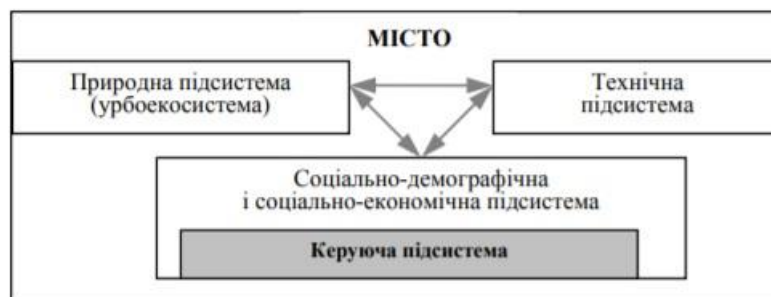 МІСТО
Природна підсистема
(урбоекосистема)
Технічна
підсистема
Соціально-демографічна
і соціально-економічна підсистема
Керуюча підсистема